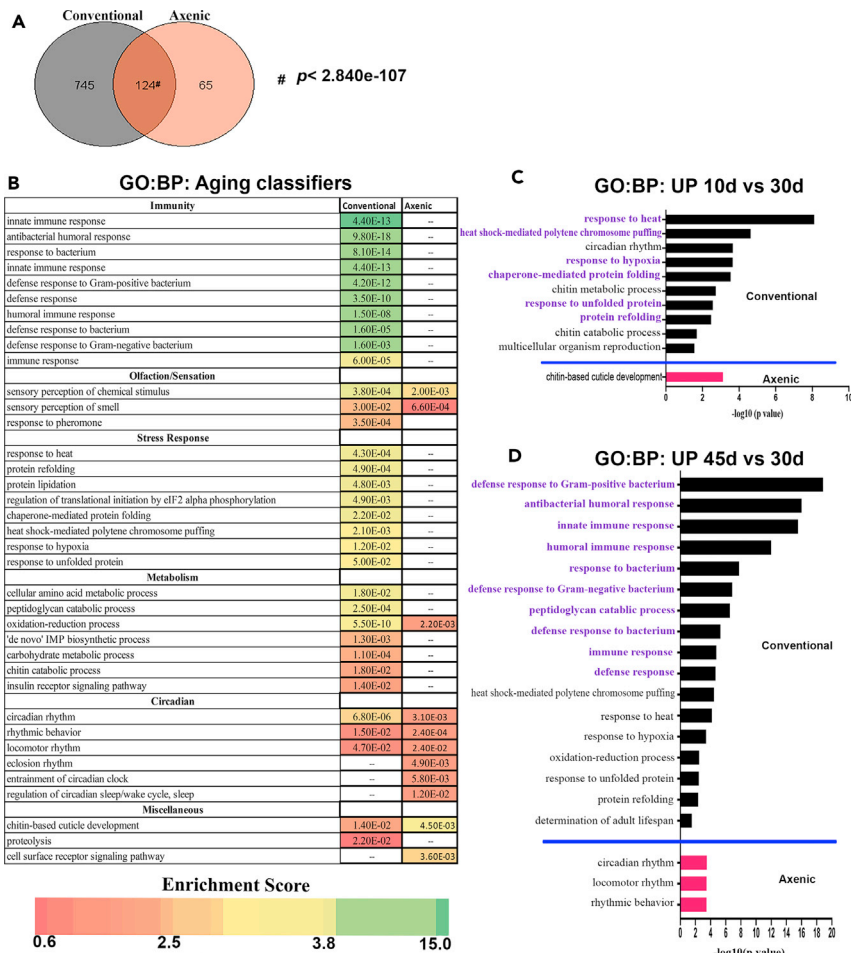 A
Conventional Axenic
745 124# 65
# p< 2.840e-107
B
GO:BP: Aging classifiers
Immunity Conventional Axenic
innate immune response 4.40E-13 --
antibacterial humoral response 9.80E-18 --
response to bacterium 8.10E-14 --
innate immune response 4.40E-13 --
defense response to Gram-positive bacterium 4.20E-12 --
defense response 3.50E-10 --
humoral immune response 1.50E-08 --
defense response to bacterium 1.60E-05 --
defense response to Gram-negative bacterium 1.60E-03 --
immune response 6.00E-05 --
Olfaction/Sensation
sensory perception of chemical stimulus 3.80E-04 2.00E-03
sensory perception of smell 3.00E-02 6.60E-04
response to pheromone 3.50E-04
Stress Response
response to heat 4.30E-04 --
protein refolding 4.90E-04 --
protein lipidation 4.80E-03 --
regulation of translational initiation by eIF2 alpha phosphorylation 4.90E-03 --
chaperone-mediated protein folding 2.20E-02 --
heat shock-mediated polytene chromosome puffing 2.10E-03 --
response to hypoxia 1.20E-02 --
response to unfolded protein 5.00E-02 --
Metabolism
cellular amino acid metabolic process 1.80E-02 --
peptidoglycan catabolic process 2.50E-04 --
oxidation-reduction process 5.50E-10 2.20E-03
'de novo' IMP biosynthetic process 1.30E-03 --
carbohydrate metabolic process 1.10E-04 --
chitin catabolic process 1.80E-02 --
insulin receptor signaling pathway 1.40E-02 --
Circadian
circadian rhythm 6.80E-06 3.10E-03
rhythmic behavior 1.50E-02 2.40E-04
locomotor rhythm 4.70E-02 2.40E-02
eclosion rhythm -- 4.90E-03
entrainment of circadian clock -- 5.80E-03
regulation of circadian sleep/wake cycle, sleep -- 1.20E-02
Miscellaneous
chitin-based cuticle development 1.40E-02 4.50E-03
proteolysis 2.20E-02 --
cell surface receptor signaling pathway -- 3.60E-03
Enrichment Score
0.6 2.5 3.8 15.0
C
GO:BP: UP 10d vs 30d
response to heat
heat shock-mediated polytene chromosome puffing
circadian rhythm
response to hypoxia
chaperone-mediated protein folding
chitin metabolic process
response to unfolded protein
protein refolding
chitin catabolic process
multicellular organism reproduction
Conventional
chitin-based cuticle development
Axenic
0 2 4 6 8 10
-log10 (p value)
D
GO:BP: UP 45d vs 30d
defense response to Gram-positive bacterium
antibacterial humoral response
innate immune response
humoral immune response
response to bacterium
defense response to Gram-negative bacterium
peptidoglycan catablic process
defense response to bacterium
immune response
defense response
heat shock-mediated polytene chromosome puffing
response to heat
response to hypoxia
oxidation-reduction process
response to unfolded protein
protein refolding
determination of adult lifespan
Conventional
circadian rhythm
locomotor rhythm
rhythmic behavior
Axenic
0 2 4 6 8 10 12 14 16 18 20
-log10(p value)